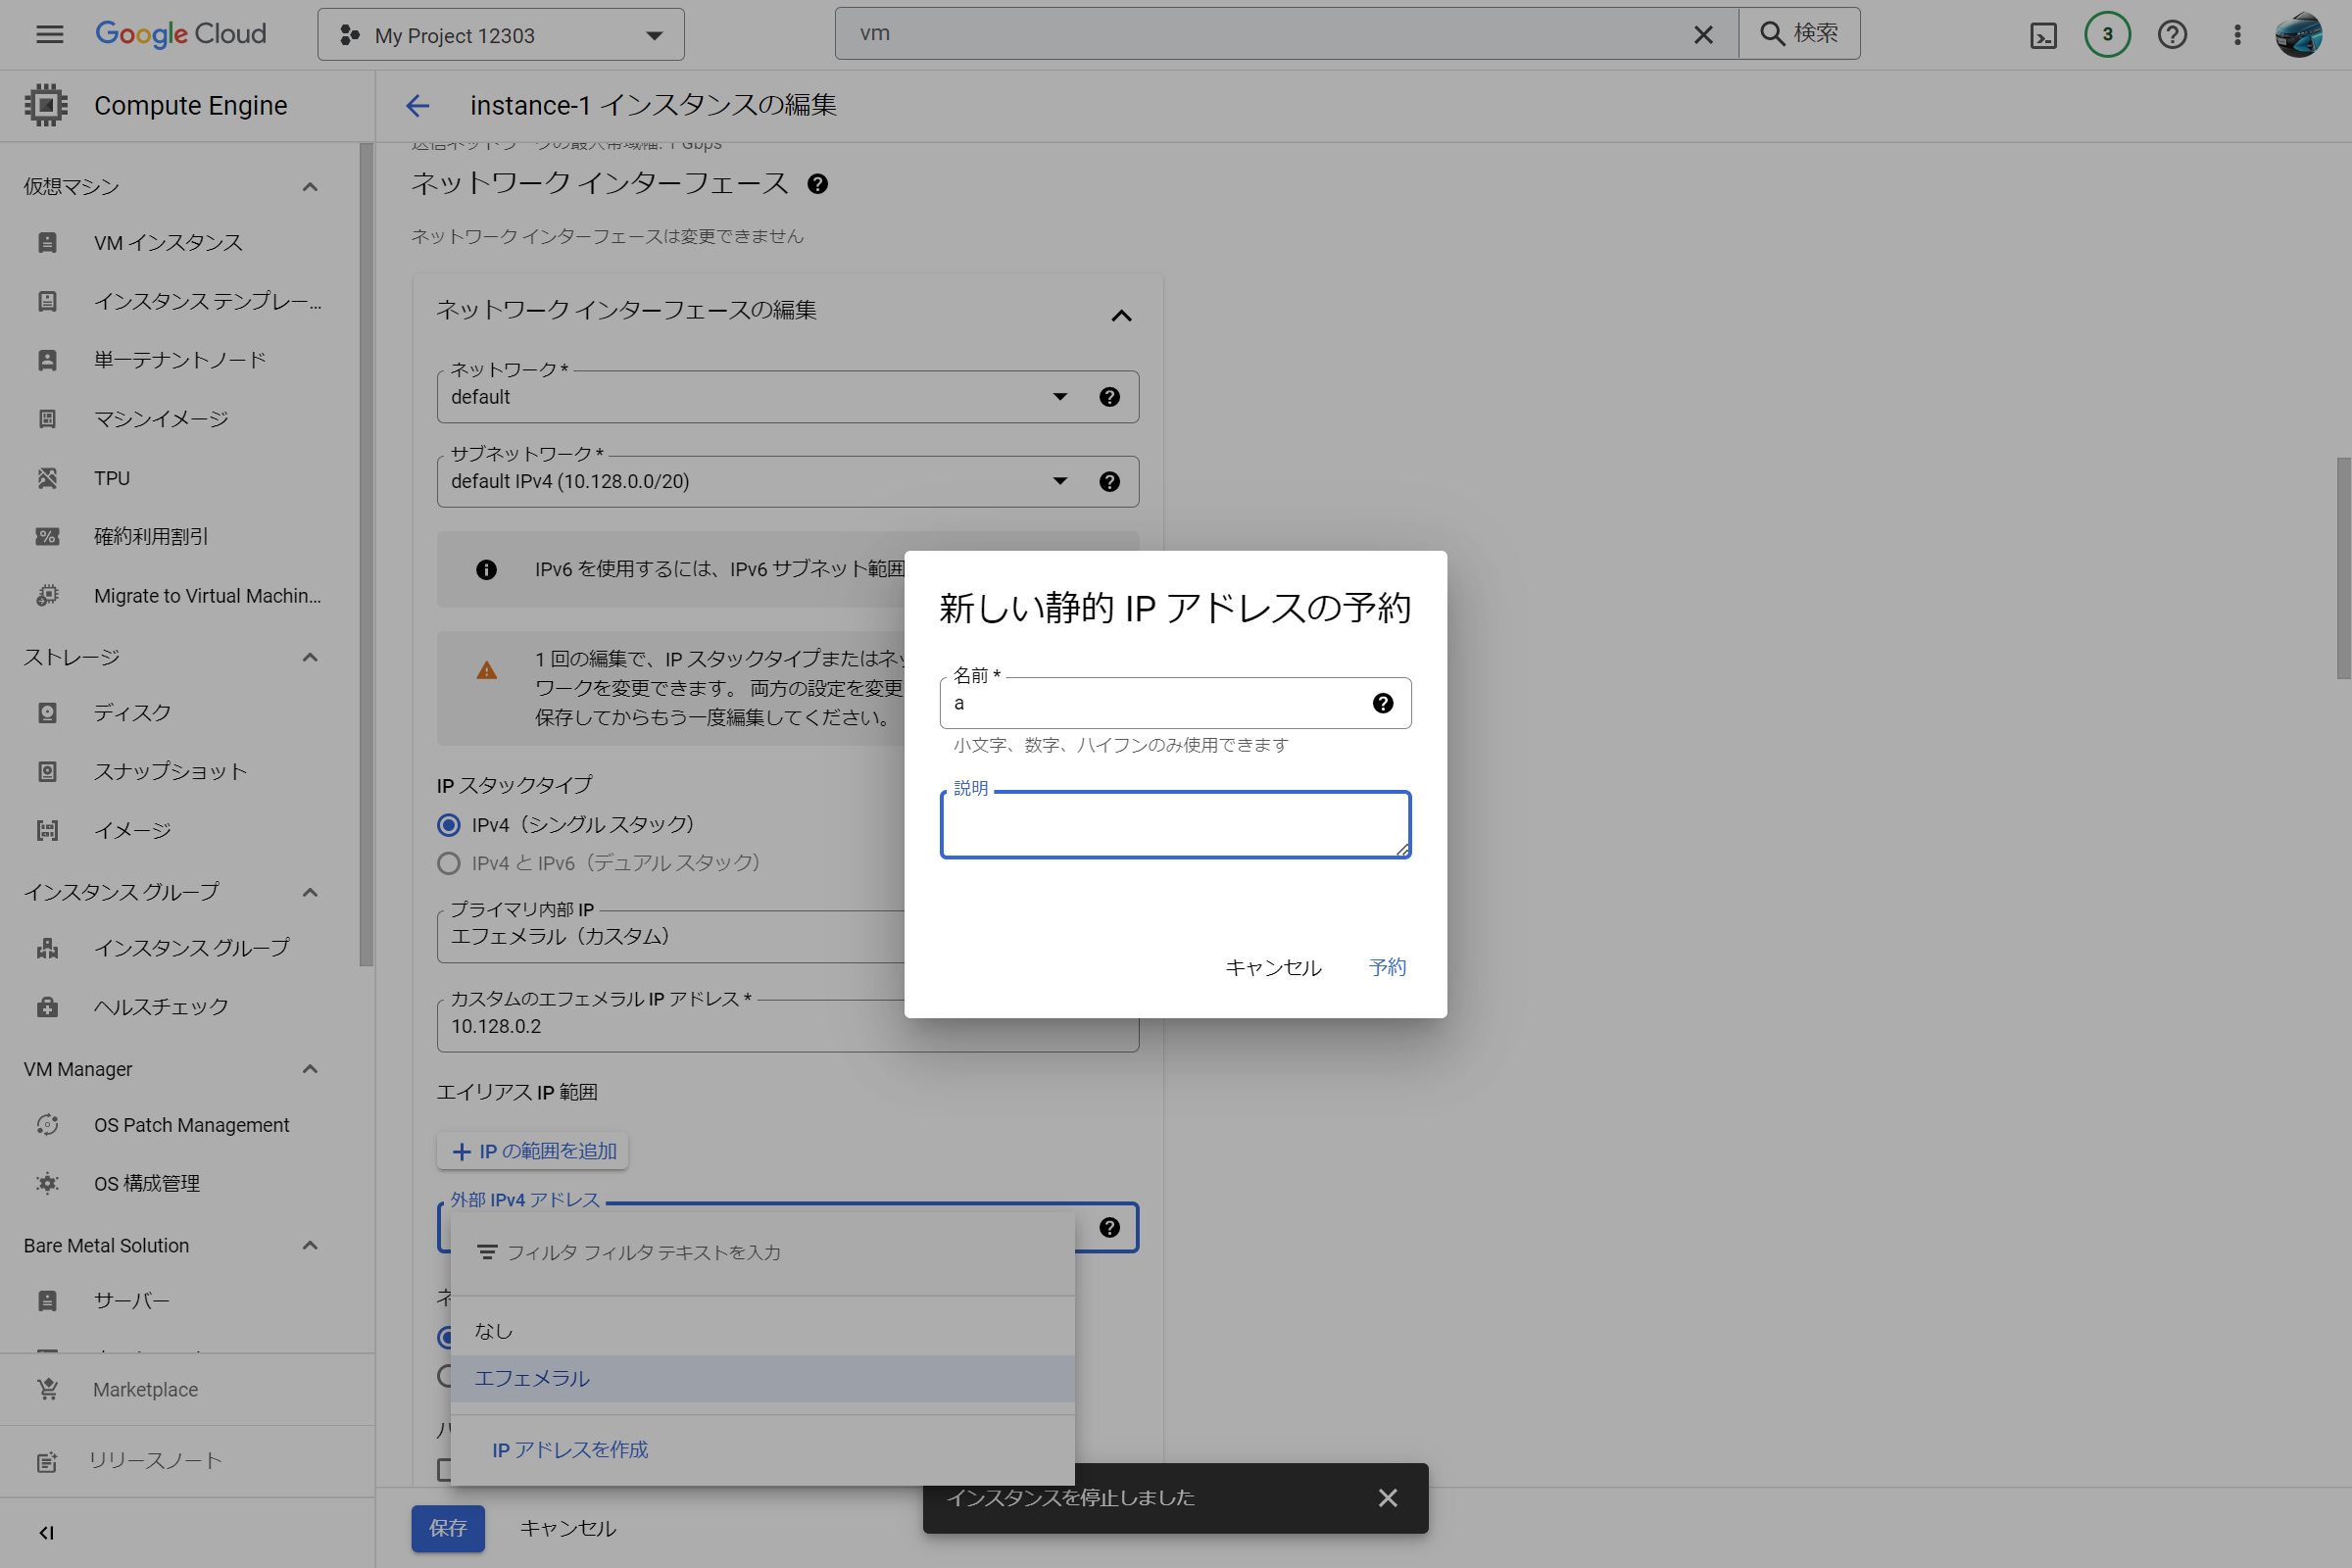 Google Cloud
My Project 12303
vm
検索
3
Compute Engine
instance-1 インスタンスの編集
仮想マシン
VM インスタンス
インスタンス テンプレー...
単一テナントノード
マシンイメージ
TPU
確約利用割引
Migrate to Virtual Machin...
ストレージ
ディスク
スナップショット
イメージ
インスタンス グループ
インスタンス グループ
ヘルスチェック
VM Manager
OS Patch Management
OS 構成管理
Bare Metal Solution
サーバー
Marketplace
リリースノート
送信ネットワークの最大帯域幅: 1 Gbps
ネットワーク インターフェース
ネットワーク インターフェースは変更できません
ネットワーク インターフェースの編集
ネットワーク *
default
サブネットワーク *
default IPv4 (10.128.0.0/20)
IPv6 を使用するには、IPv6 サブネット範囲
1 回の編集で、IP スタックタイプまたはネッ
ワークを変更できます。 両方の設定を変更
保存してからもう一度編集してください。
IP スタックタイプ
IPv4（シングル スタック）
IPv4 と IPv6（デュアル スタック）
プライマリ内部 IP
エフェメラル（カスタム）
カスタムのエフェメラル IP アドレス *
10.128.0.2
エイリアス IP 範囲
IP の範囲を追加
外部 IPv4 アドレス
フィルタ フィルタ テキストを入力
ネ
なし
エフェメラル
IP アドレスを作成
保存
キャンセル
新しい静的 IP アドレスの予約
名前 *
a
小文字、数字、ハイフンのみ使用できます
説明
キャンセル
予約
インスタンスを停止しました